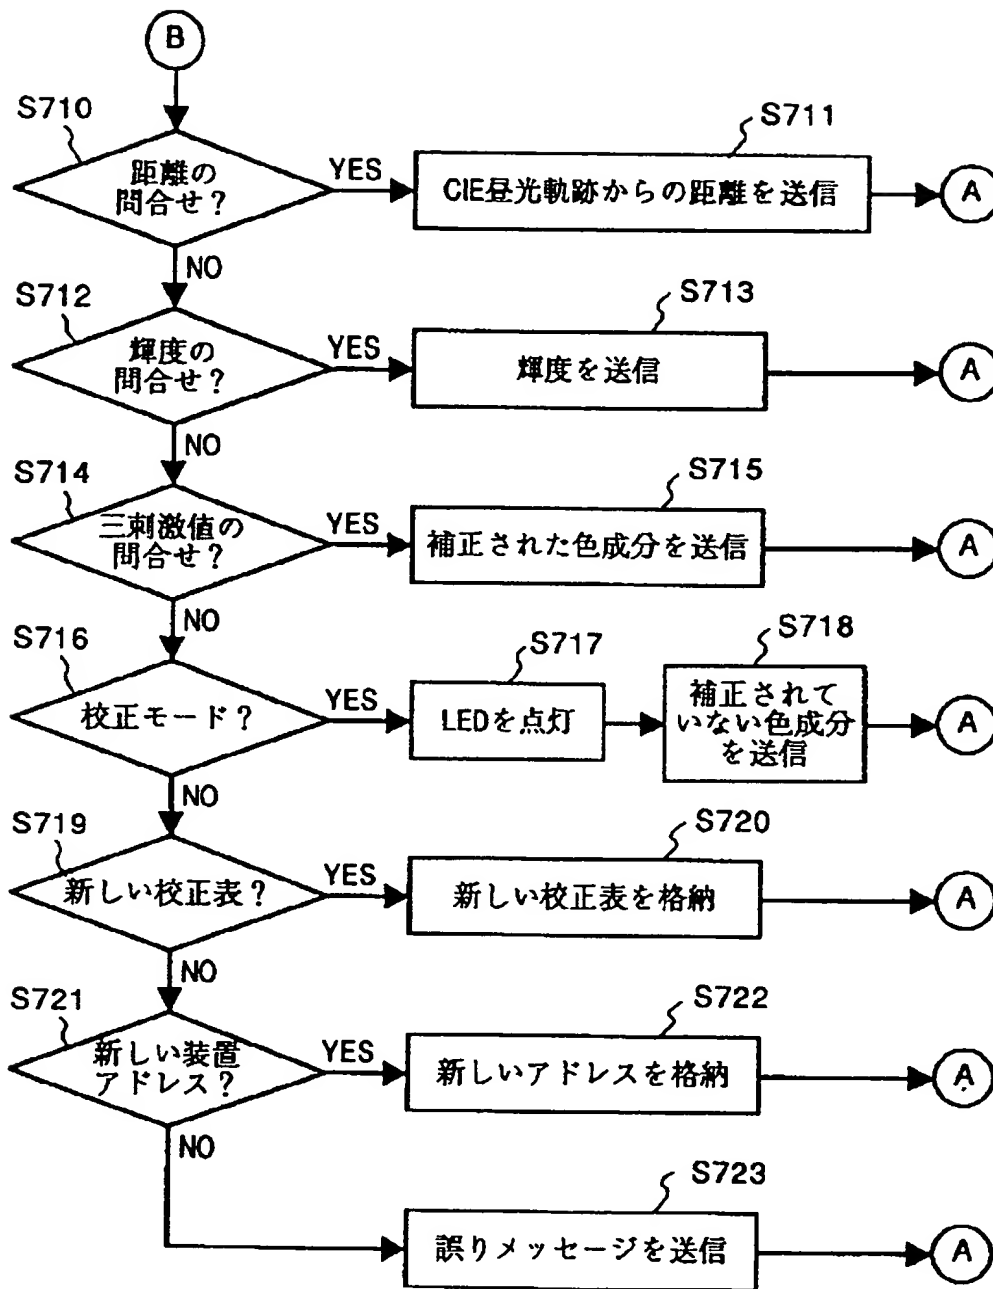 B
S710
距離の
問合せ？
YES
S711
CIE昼光軌跡からの距離を送信
A
NO
S712
輝度の
問合せ？
YES
S713
輝度を送信
A
NO
S714
三刺激値の
問合せ？
YES
S715
補正された色成分を送信
A
NO
S716
校正モード？
YES
S717
LEDを点灯
S718
補正されて
いない色成分
を送信
A
NO
S719
新しい校正表？
YES
S720
新しい校正表を格納
A
NO
S721
新しい装置
アドレス？
YES
S722
新しいアドレスを格納
A
NO
S723
誤りメッセージを送信
A